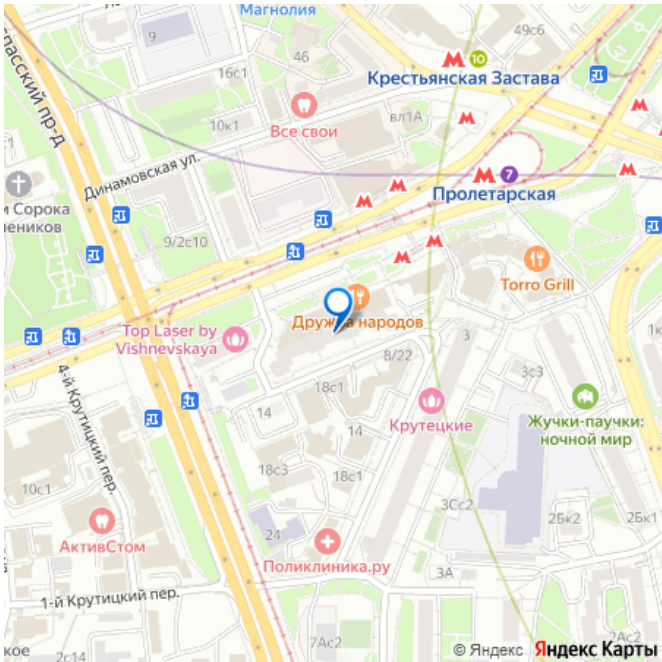 Магнолия
49с6
9
46
16с1
10
Крестьянская Застава
10к1
Все свои
вл1А
пасский пр-д
Динамовская ул.
7
Пролетарская
Сорока
9/2с10
Torro Grill
Дружба народов
Top Laser by
Vishnevskaya
8/22
3
3с3
4-й Крутицкий пер.
18с1
14
Крутецкие
Жучки-паучки:
ночной мир
14
18с3
18с1
10с1
3Сс2
2Бк2
2Бк1
АктивСтом
24
Поликлиника.ру
3А
1-й Крутицкий пер.
7Ас2
2Ас2
2с14
© Яндекс Яндекс Карты